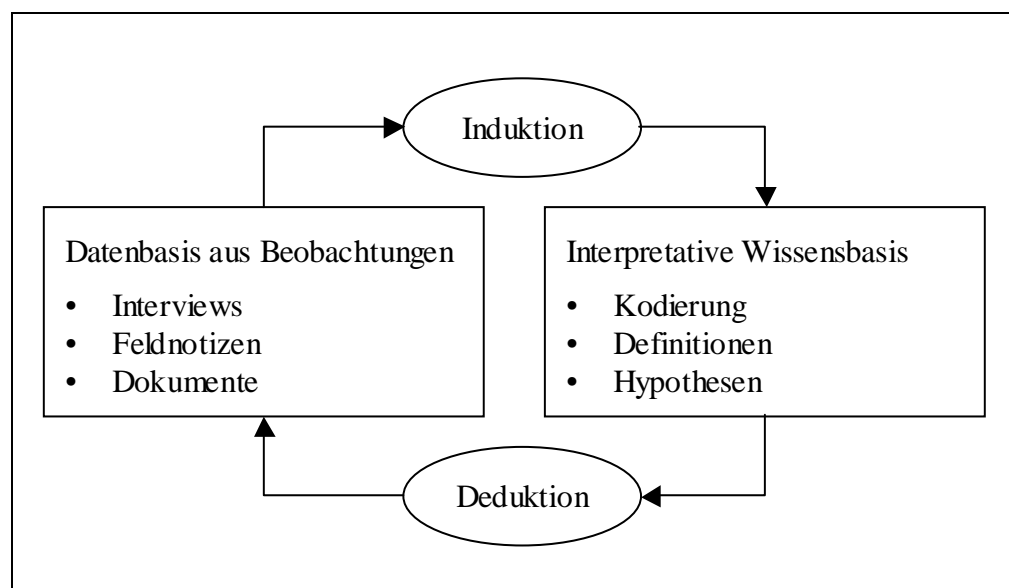 Induktion
Datenbasis aus Beobachtungen
• Interviews
• Feldnotizen
• Dokumente
Interpretative Wissensbasis
• Kodierung
• Definitionen
• Hypothesen
Deduktion